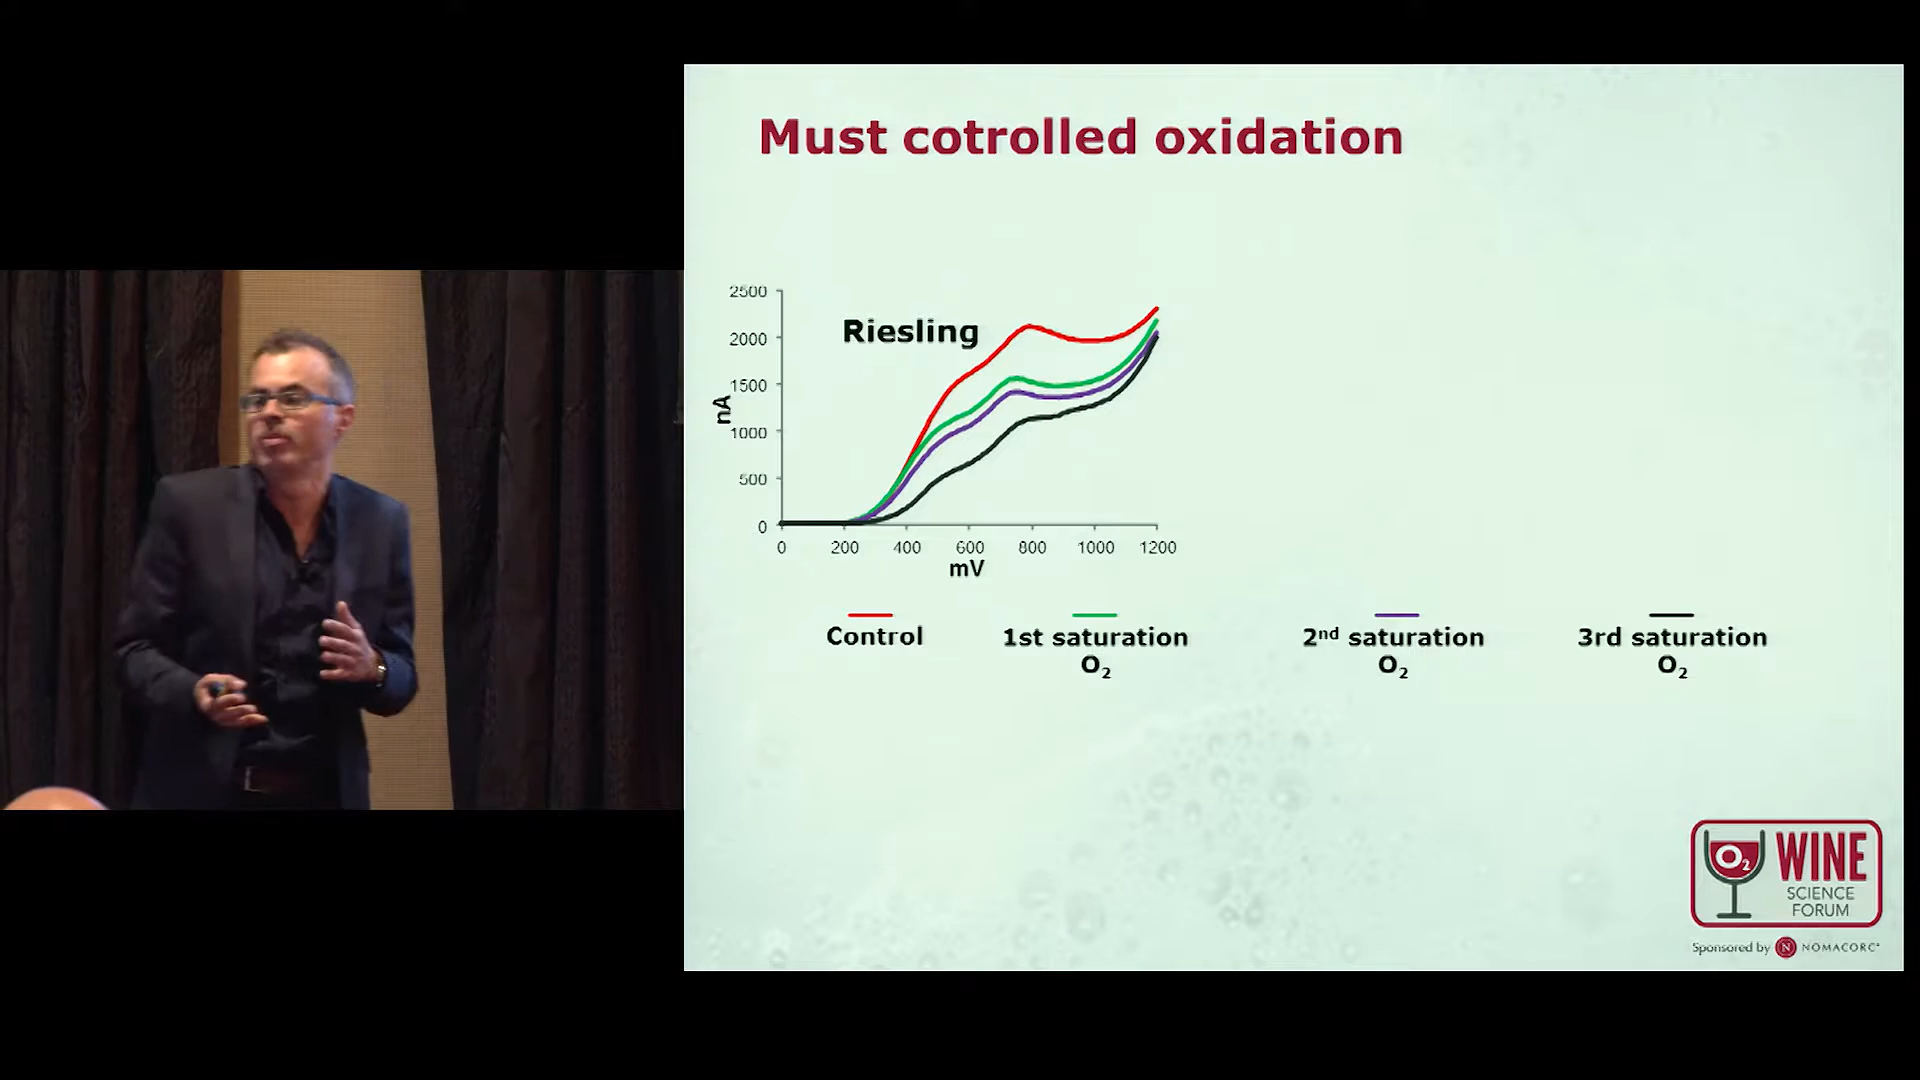 Must cotrolled oxidation
2500
2000
1500
1000
500
0
nA
Riesling
0 200 400 600 800 1000 1200
mV
Control 1st saturation 2nd saturation 3rd saturation
O2 O2 O2
O2 WINE
SCIENCE
FORUM
Sponsored by N NOMACORC